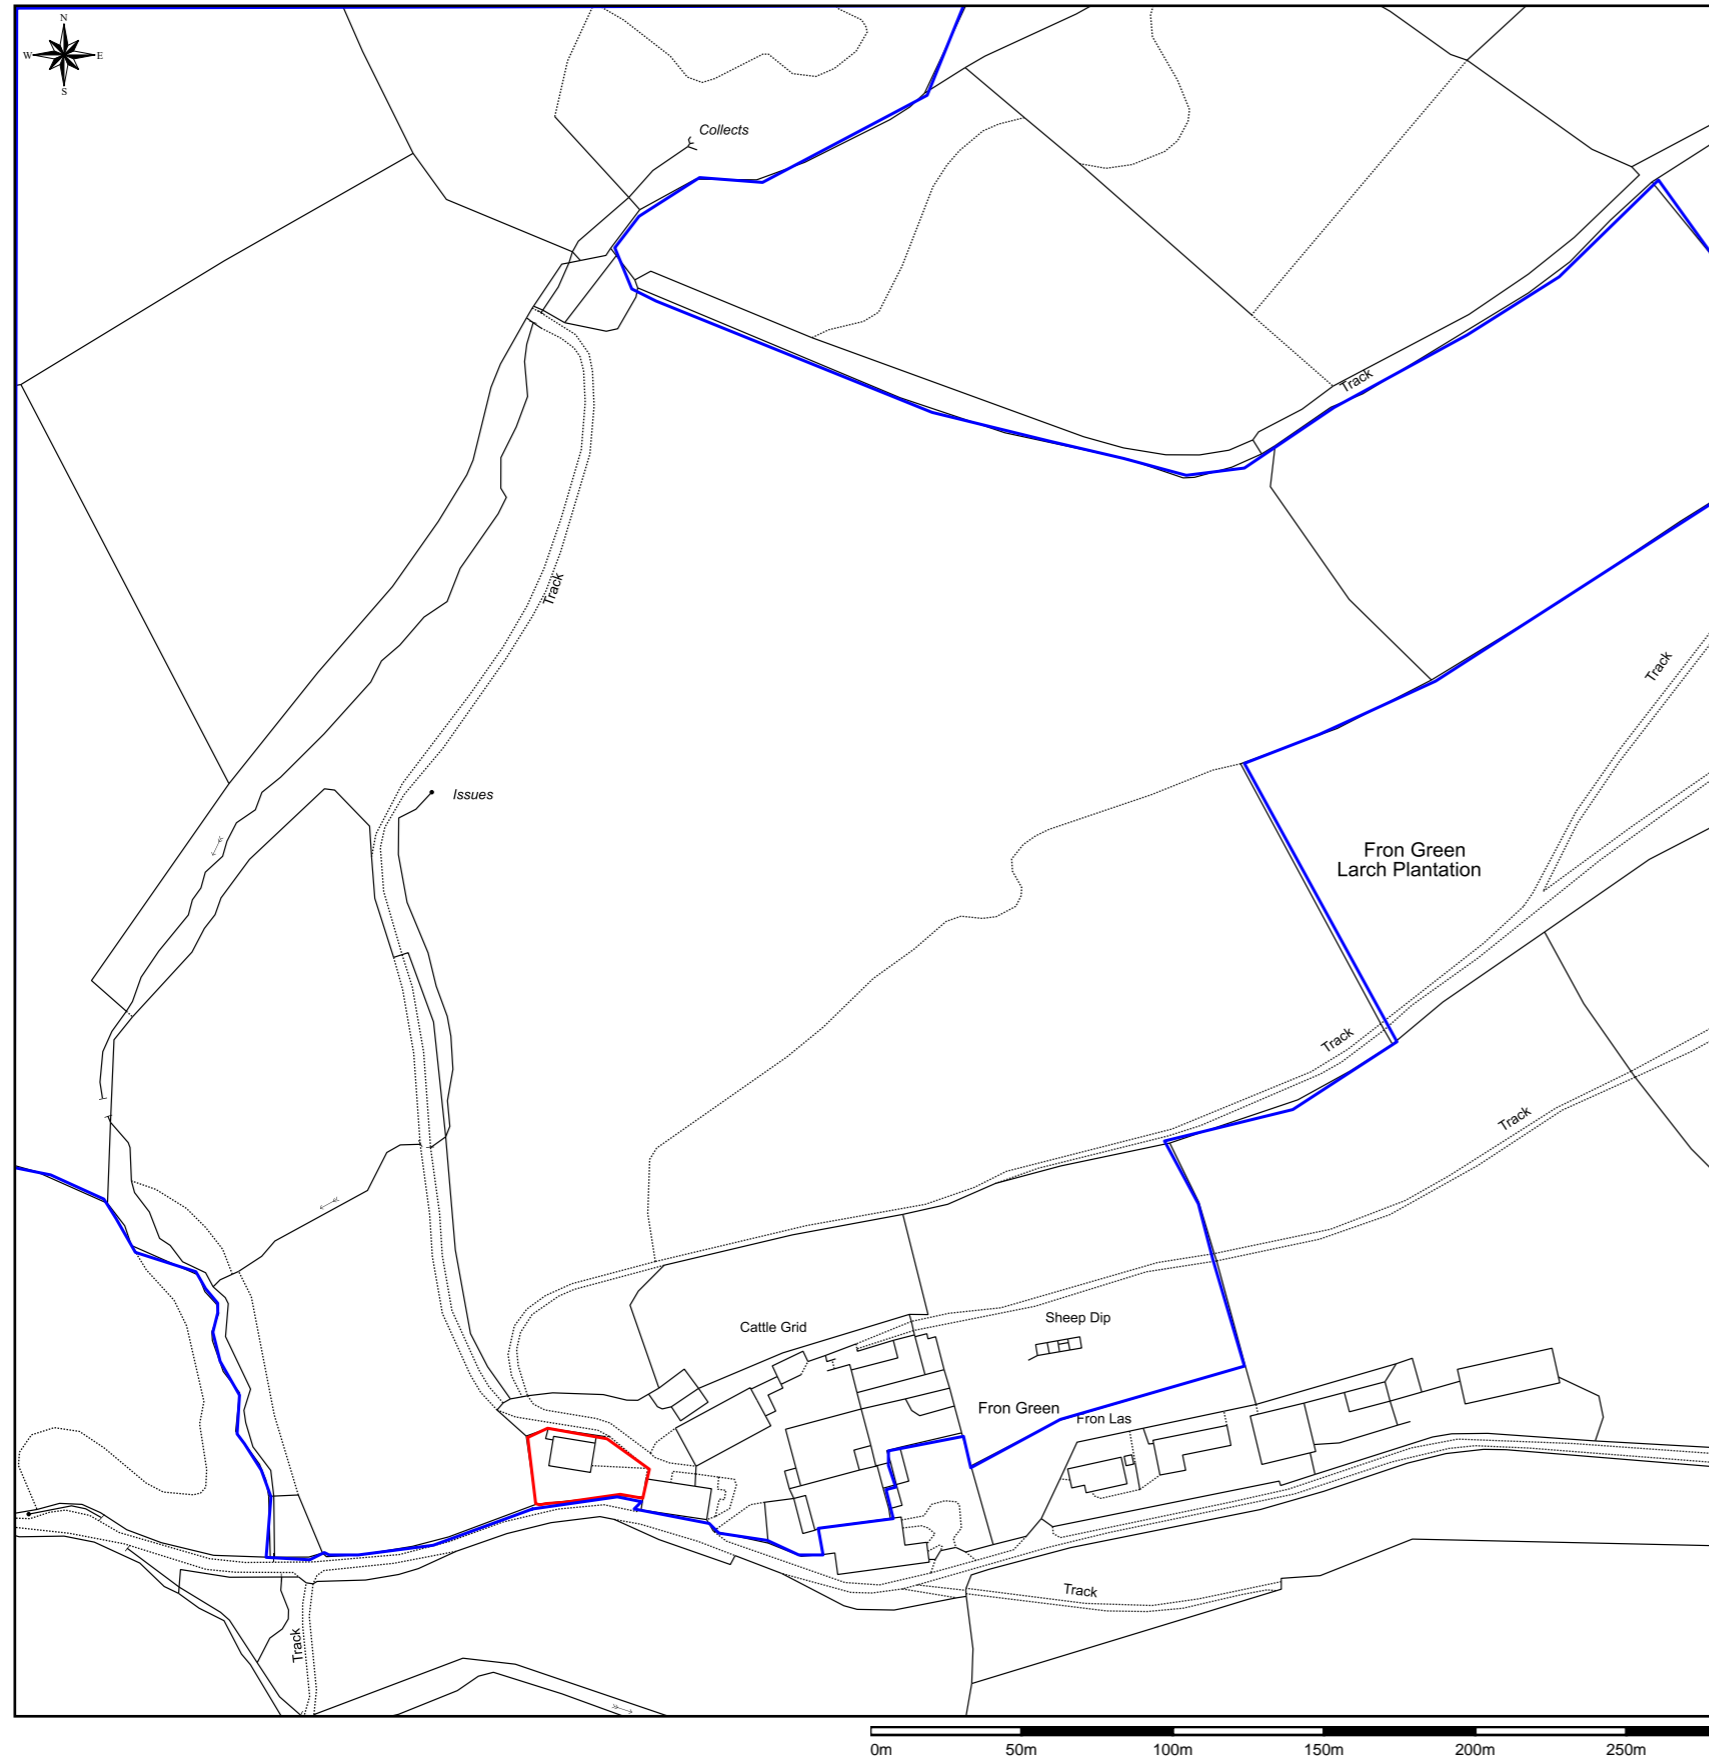 N
W E
S
Collects
Track
Track
Track
Issues
Fron Green
Larch Plantation
Track
Track
Cattle Grid
Sheep Dip
Fron Green
Fron Las
Track
Track
0m 50m 100m 150m 200m 250m